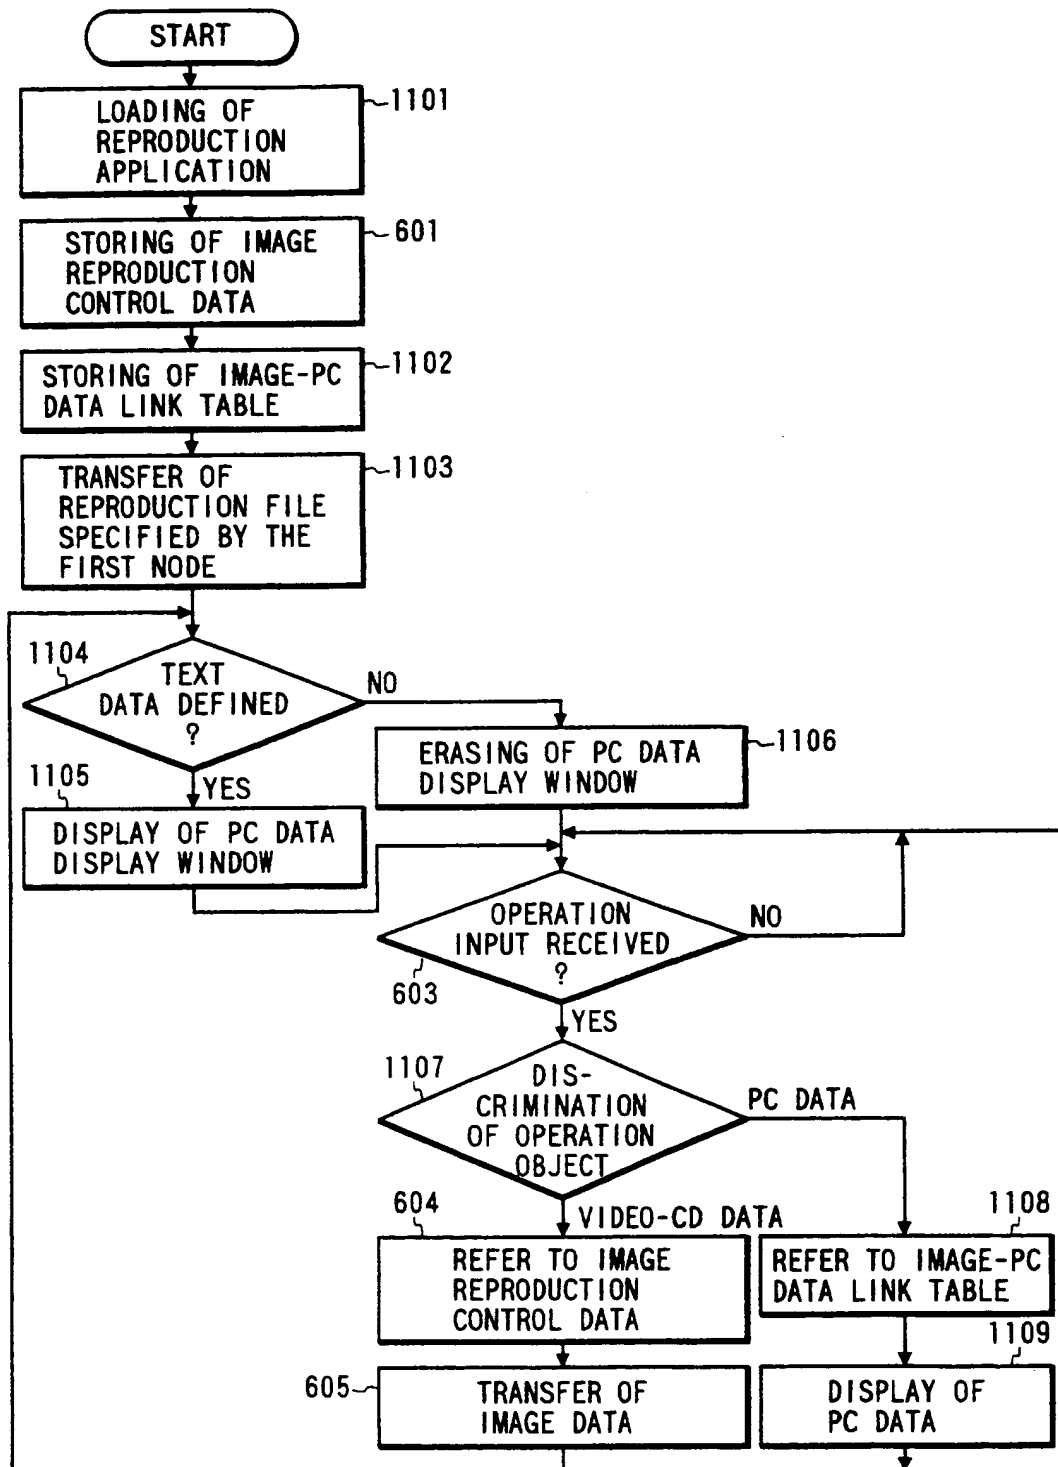 START
LOADING OF
REPRODUCTION
APPLICATION
1101
STORING OF IMAGE
REPRODUCTION
CONTROL DATA
601
STORING OF IMAGE-PC
DATA LINK TABLE
1102
TRANSFER OF
REPRODUCTION FILE
SPECIFIED BY THE
FIRST NODE
1103
1104
TEXT
DATA DEFINED
?
NO
YES
1105
DISPLAY OF PC DATA
DISPLAY WINDOW
ERASING OF PC DATA
DISPLAY WINDOW
1106
OPERATION
INPUT RECEIVED
?
NO
603
YES
1107
DIS-
CRIMINATION
OF OPERATION
OBJECT
PC DATA
VIDEO-CD DATA
604
REFER TO IMAGE
REPRODUCTION
CONTROL DATA
1108
REFER TO IMAGE-PC
DATA LINK TABLE
605
TRANSFER OF
IMAGE DATA
1109
DISPLAY OF
PC DATA